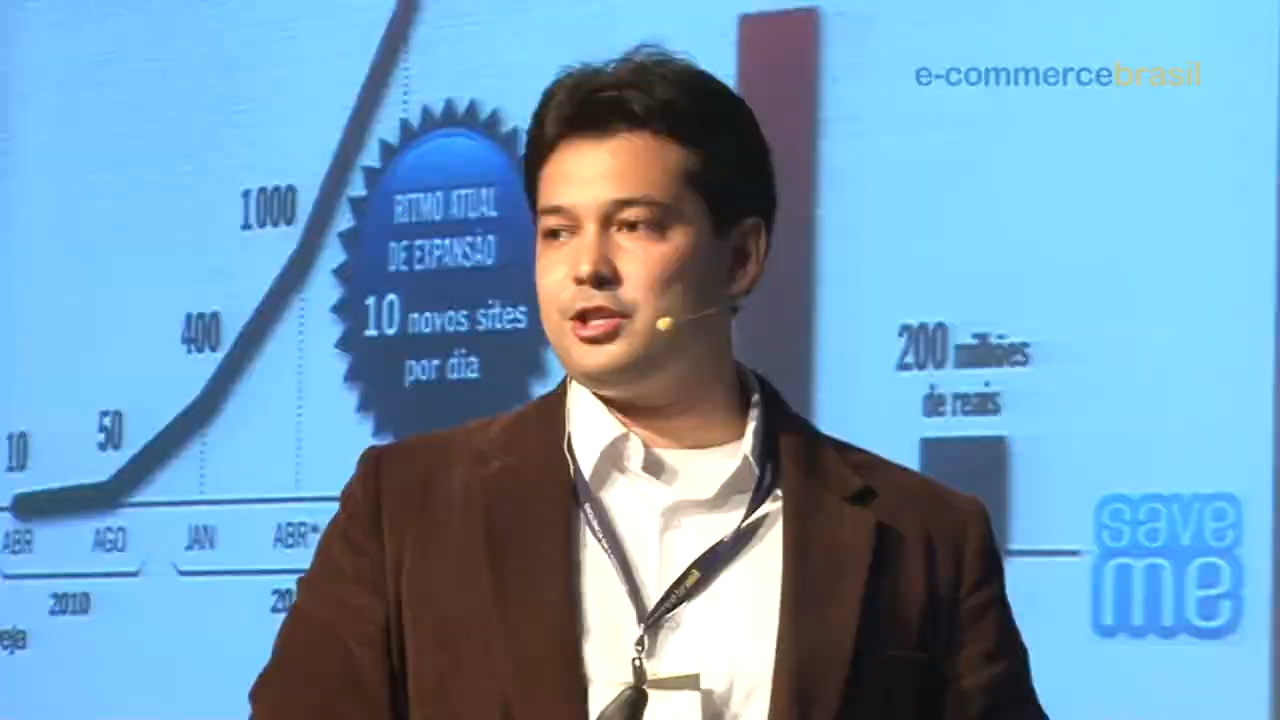 e-commercebrasil
1000
RITMO ATUAL
DE EXPANSÃO
10 novos sites
por dia
400
200 milhões
de reais
50
10
ABR
AGO
JAN
ABR*
2010
save
me